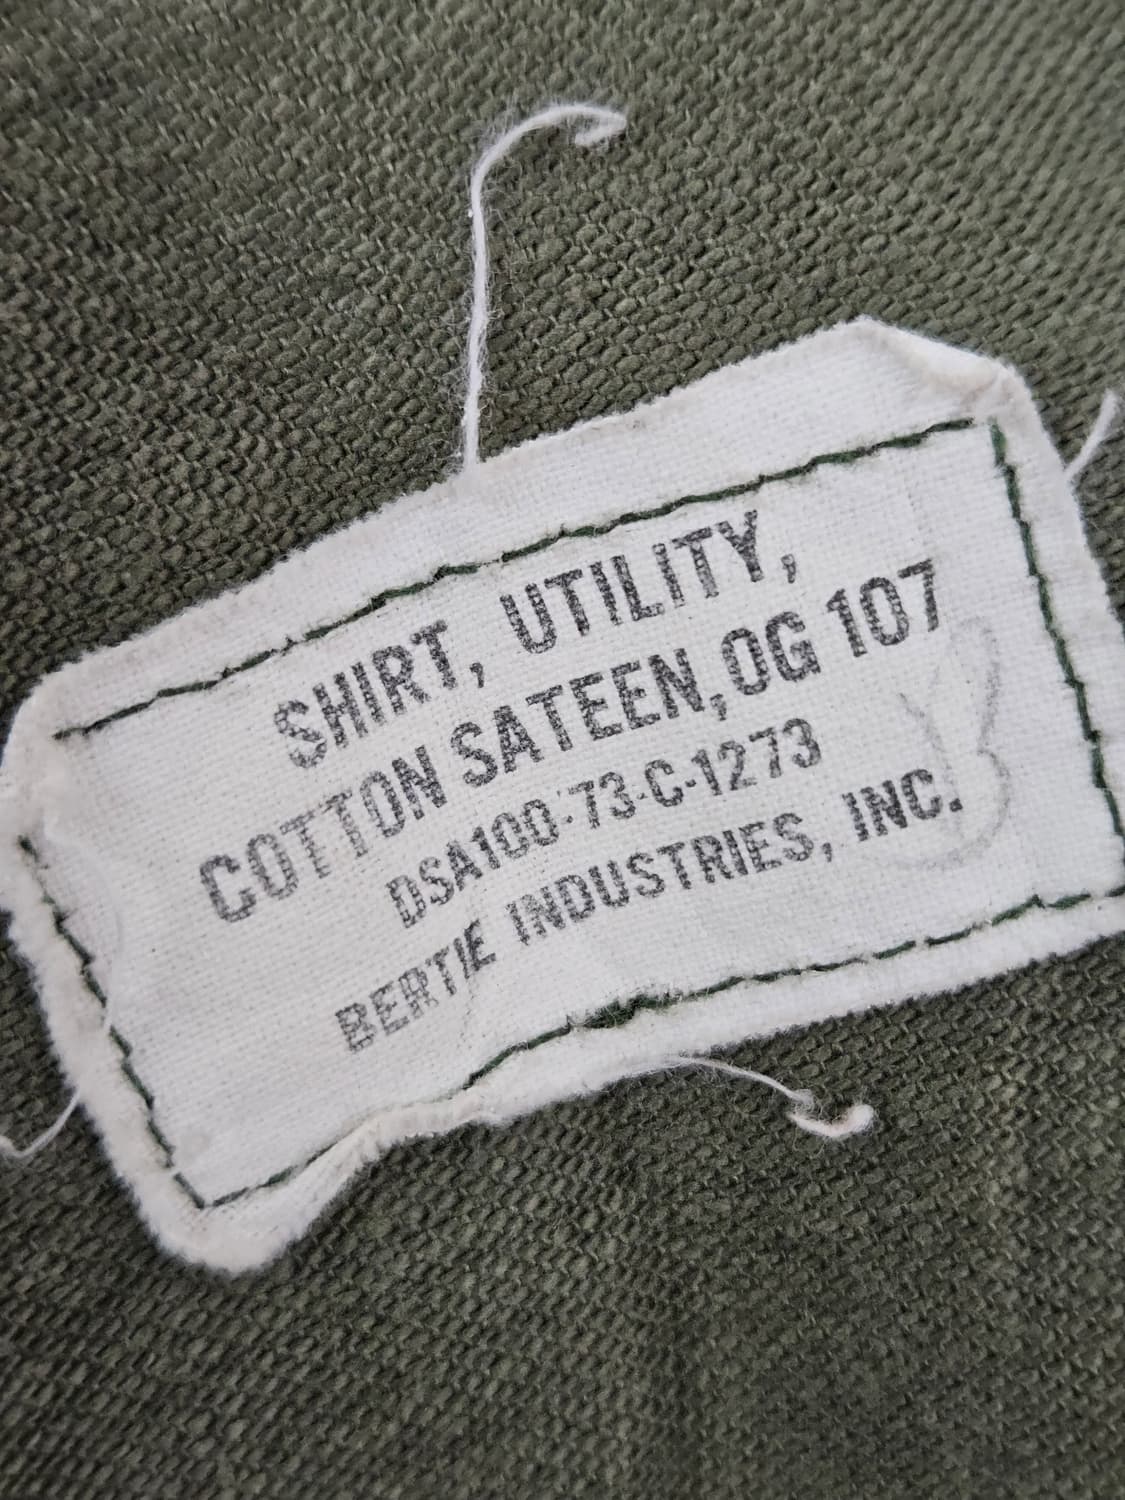 SHIRT, UTILITY,
COTTON SATEEN, OG 107
DSA100-73-C-1273
BERTIE INDUSTRIES, INC.